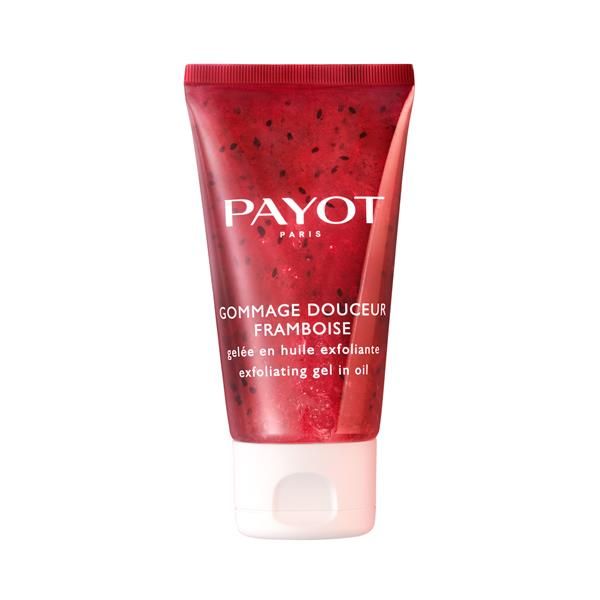 PAYOT
PARIS
GOMMAGE DOUCEUR
FRAMBOISE
gelée en huile exfoliante
exfoliating gel in oil